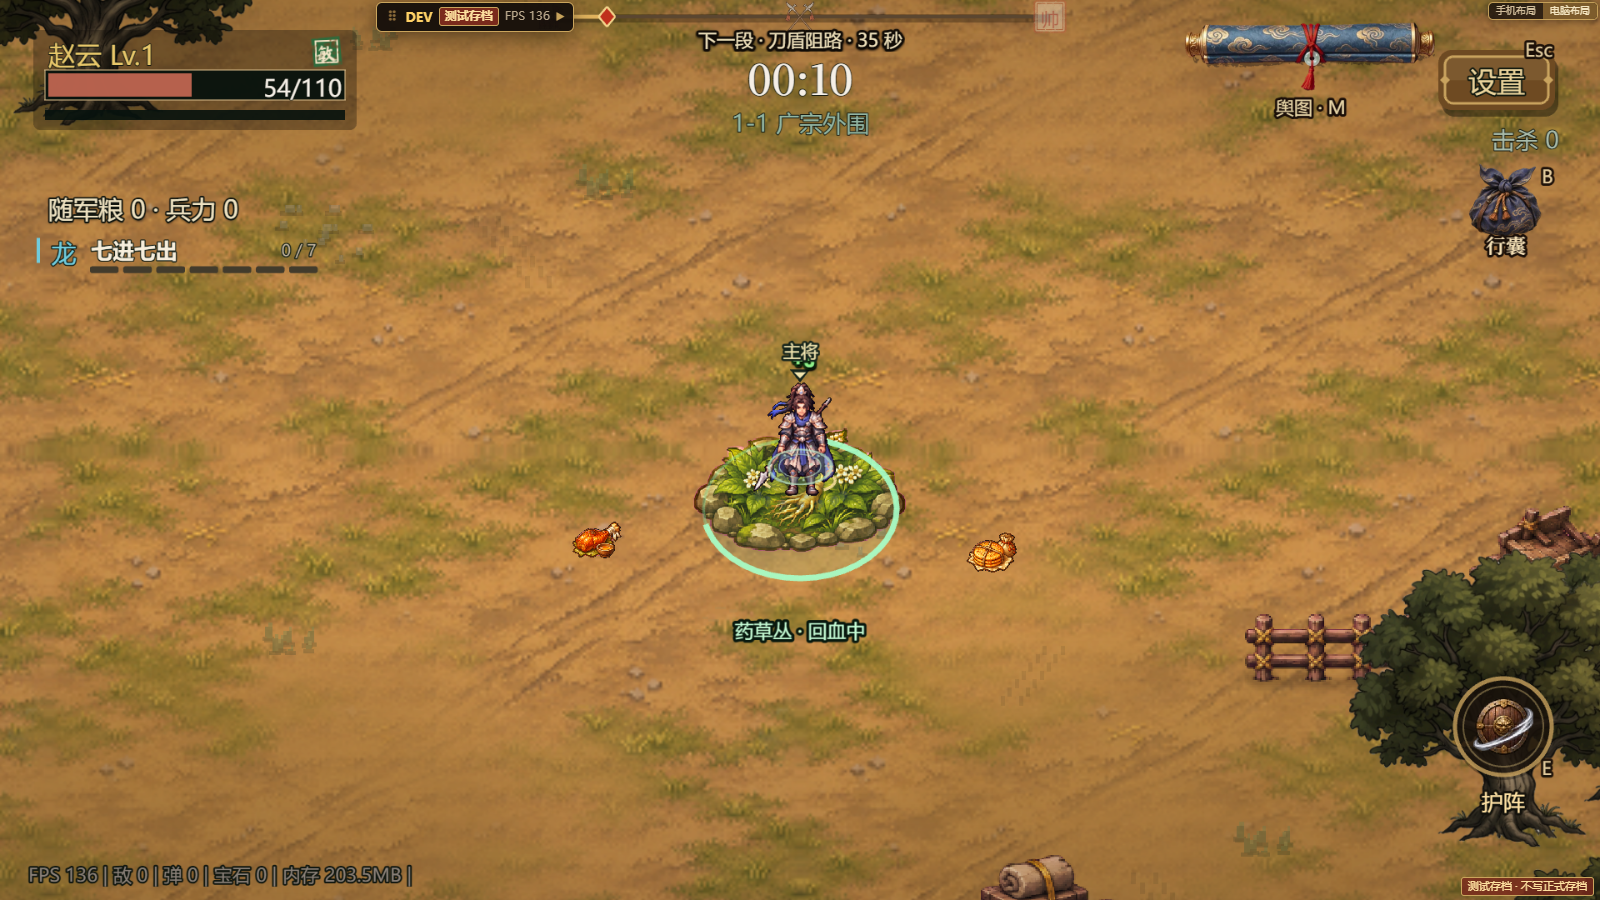 DEV 测试存档 FPS 136 ▶
帅
手机布局 电脑布局
赵云 Lv.1 敏
54/110
下一段 · 刀盾阻路 · 35 秒
00:10
1-1 广宗外围
舆图 · M
Esc
设置
击杀 0
B
行囊
随军粮 0 · 兵力 0
龙 七进七出 0 / 7
主将
药草丛 · 回血中
E
护阵
FPS 136 | 敌 0 | 弹 0 | 宝石 0 | 内存 203.5MB |
测试存档 · 不写正式存档